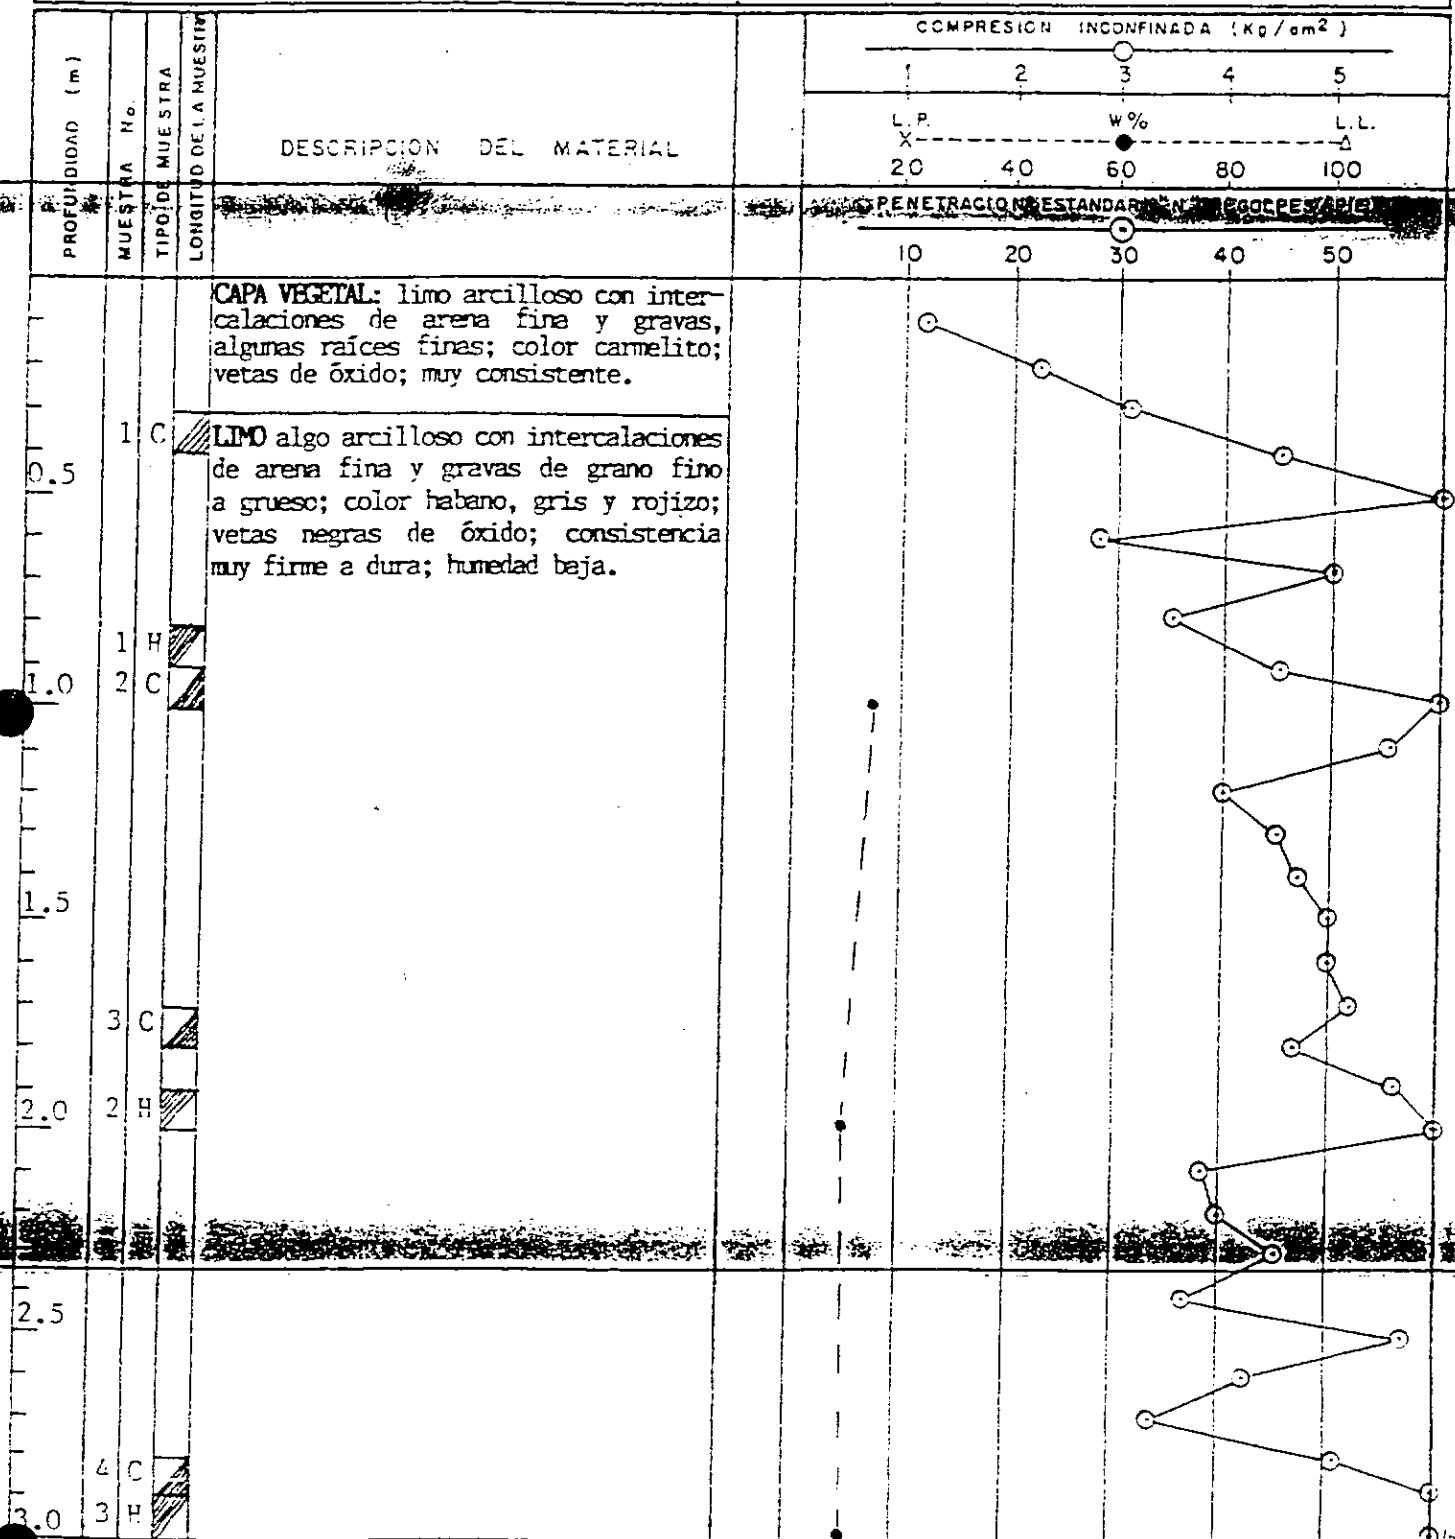 PROFUNDIDAD (m)
MUESTRA No.
TIPO DE MUESTRA
LONGITUD DE LA MUESTRA
DESCRIPCION DEL MATERIAL
COMPRESION INCONFINADA (Kg/cm²)
1 2 3 4 5
L.P. W% L.L.
20 40 60 80 100
PENETRACION ESTANDAR "N" GOLPES/PIE
10 20 30 40 50
CAPA VEGETAL: limo arcilloso con inter-
calaciones de arena fina y gravas,
algunas raíces finas; color carmelito;
vetas de óxido; muy consistente.
1 C
LIMO algo arcilloso con intercalaciones
0.5
de arena fina y gravas de grano fino
a grueso; color habano, gris y rojizo;
vetas negras de óxido; consistencia
muy firme a dura; humedad baja.
1 H
1.0 2 C
1.5
3 C
2.0 2 H
2.5
4 C
3.0 3 H